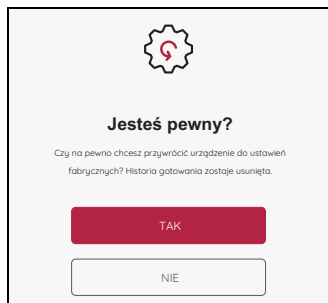 Jesteś pewny?
Czy na pewno chcesz przywrócić urządzenie do ustawień
fabrycznych? Historia gotowania zostaje usunięta.
TAK
NIE